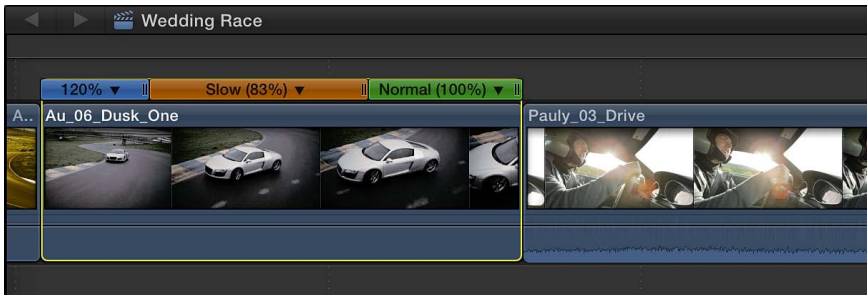 Wedding Race
120% Slow (83%) Normal (100%)
A.. Au_06_Dusk_One Pauly_03_Drive